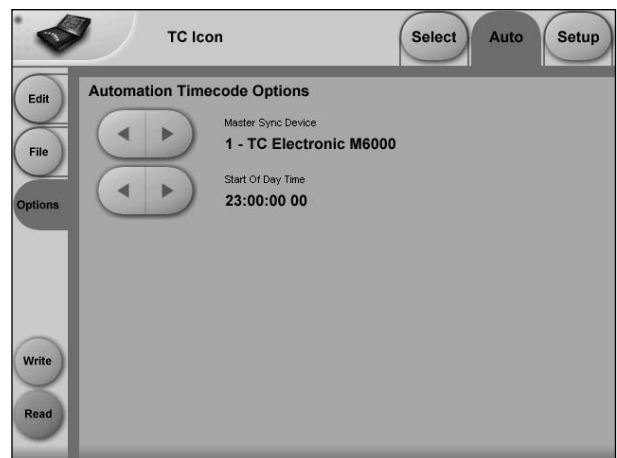 TC Icon
Select
Auto
Setup
Edit
File
Options
Write
Read
Automation Timecode Options
Master Sync Device
1 - TC Electronic M6000
Start Of Day Time
23:00:00 00